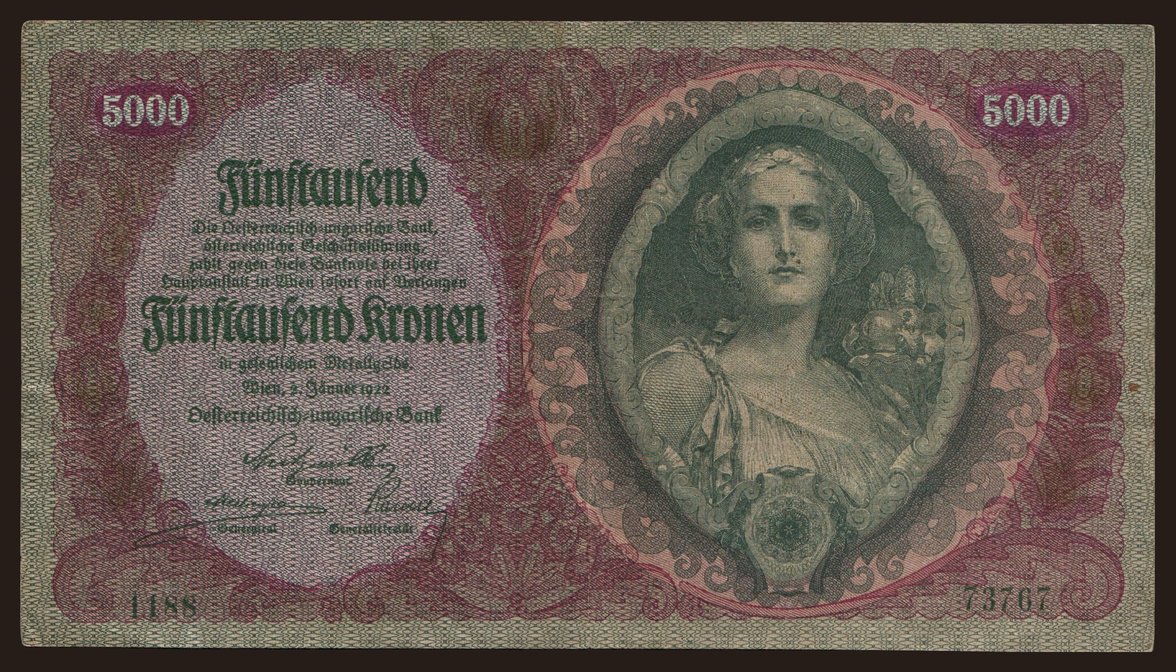 5000
5000
Fünftausend
Die Oesterreichisch-ungarische Bank,
österreichische Geschäftsführung,
zahlt gegen diese Banknote bei ihrer
Hauptanstalt in Wien sofort auf Verlangen
Fünftausend Kronen
in gesetzlichem Metallgelde.
Wien, 2. Jänner 1922
Oesterreichisch-ungarische Bank
Gouverneur
Generalrat Generalsekretär
1188
73767